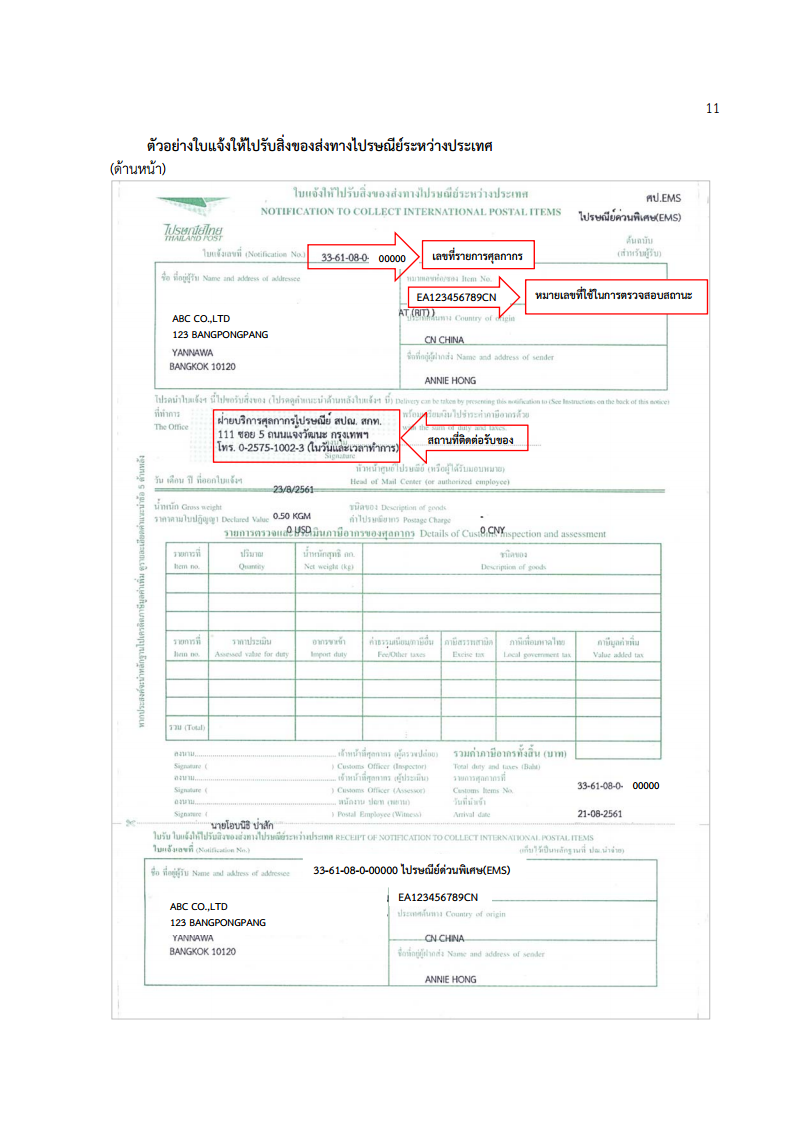 11
ตัวอย่างใบแจ้งให้ไปรับสิ่งของส่งทางไปรษณีย์ระหว่างประเทศ
(ด้านหน้า)
ใบแจ้งให้ไปรับสิ่งของส่งทางไปรษณีย์ระหว่างประเทศ
ศป.EMS
NOTIFICATION TO COLLECT INTERNATIONAL POSTAL ITEMS
ไปรษณีย์ด่วนพิเศษ(EMS)
ไปรษณีย์ไทย
THAILAND POST
ต้นฉบับ
(สำหรับผู้รับ)
ใบแจ้งเลขที่ (Notification No.) 33-61-08-0- 00000
เลขที่รายการศุลกากร
ชื่อ ที่อยู่ผู้รับ Name and address of addressee
หมายเลขห่อ/ของ Item No.
EA123456789CN
หมายเลขที่ใช้ในการตรวจสอบสถานะ
AT (RIT) )
ประเทศต้นทาง Country of origin
ABC CO.,LTD
123 BANGPONGPANG
YANNAWA
BANGKOK 10120
CN CHINA
ชื่อที่อยู่ผู้ฝากส่ง Name and address of sender
ANNIE HONG
โปรดนำใบแจ้งฯ นี้ไปขอรับสิ่งของ (โปรดดูคำแนะนำด้านหลังใบแจ้งฯ นี้) Delivery can be taken by presenting this notification to (See Instructions on the back of this notice)
ที่ทำการ
The Office
ฝ่ายบริการศุลกากรไปรษณีย์ สปณ. สกท.
111 ซอย 5 ถนนแจ้งวัฒนะ กรุงเทพฯ
โทร. 0-2575-1002-3 (ในวันและเวลาทำการ)
พร้อมเตรียมเงินไปชำระค่าภาษีอากรด้วย
with the sum of duty and taxes.
สถานที่ติดต่อรับของ
ลงนาม
Signature
หัวหน้าศูนย์ไปรษณีย์ (หรือผู้ได้รับมอบหมาย)
Head of Mail Center (or authorized employee)
วัน เดือน ปี ที่ออกใบแจ้งฯ
23/8/2561
น้ำหนัก Gross weight
0.50 KGM
ชนิดของ Description of goods
-
ราคาตามใบปฏิญญา Declared Value
0 USD
ค่าไปรษณียากร Postage Charge
0 CNY
รายการตรวจและประเมินภาษีอากรของศุลกากร Details of Customs Inspection and assessment
รายการที่ ปริมาณ น้ำหนักสุทธิ กก. ชนิดของ
Item no. Quantity Net weight (kg) Description of goods
รายการที่ ราคาประเมิน อากรขาเข้า ค่าธรรมเนียม/ภาษีอื่น ภาษีสรรพสามิต ภาษีเพื่อมหาดไทย ภาษีมูลค่าเพิ่ม
Item no. Assessed value for duty Import duty Fee/Other taxes Excise tax Local government tax Value added tax
รวม (Total)
ลงนาม เจ้าหน้าที่ศุลกากร (ผู้ตรวจปล่อย)
Signature ( ) Customs Officer (Inspector)
ลงนาม เจ้าหน้าที่ศุลกากร (ผู้ประเมิน)
Signature ( ) Customs Officer (Assessor)
ลงนาม พนักงาน ปณท (พยาน)
Signature ( ) Postal Employee (Witness)
รวมค่าภาษีอากรทั้งสิ้น (บาท)
Total duty and taxes (Baht)
รายการศุลกากรที่
Customs Items No.
33-61-08-0- 00000
วันที่มาเข้า
Arrival date
21-08-2561
นายโอบนิธิ ป่าสัก
ใบรับ ใบแจ้งให้ไปรับสิ่งของส่งทางไปรษณีย์ระหว่างประเทศ RECEIPT OF NOTIFICATION TO COLLECT INTERNATIONAL POSTAL ITEMS
ใบแจ้งเลขที่ (Notification No.)
(เก็บไว้เป็นหลักฐานที่ ปณ.นำจ่าย)
ชื่อ ที่อยู่ผู้รับ Name and address of addressee
33-61-08-0-00000 ไปรษณีย์ด่วนพิเศษ(EMS)
EA123456789CN
ABC CO.,LTD
123 BANGPONGPANG
YANNAWA
BANGKOK 10120
ประเทศต้นทาง Country of origin
CN CHINA
ชื่อที่อยู่ผู้ฝากส่ง Name and address of sender
ANNIE HONG